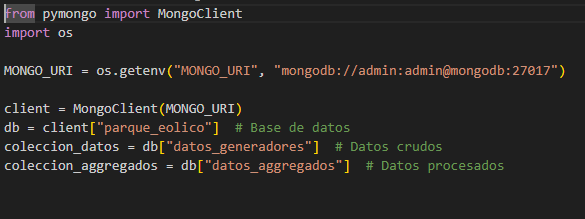 from pymongo import MongoClient
import os
MONGO_URI = os.getenv("MONGO_URI", "mongodb://admin:admin@mongodb:27017")
client = MongoClient(MONGO_URI)
db = client["parque_eolico"]  # Base de datos
coleccion_datos = db["datos_generadores"]  # Datos crudos
coleccion_aggregados = db["datos_aggregados"]  # Datos procesados